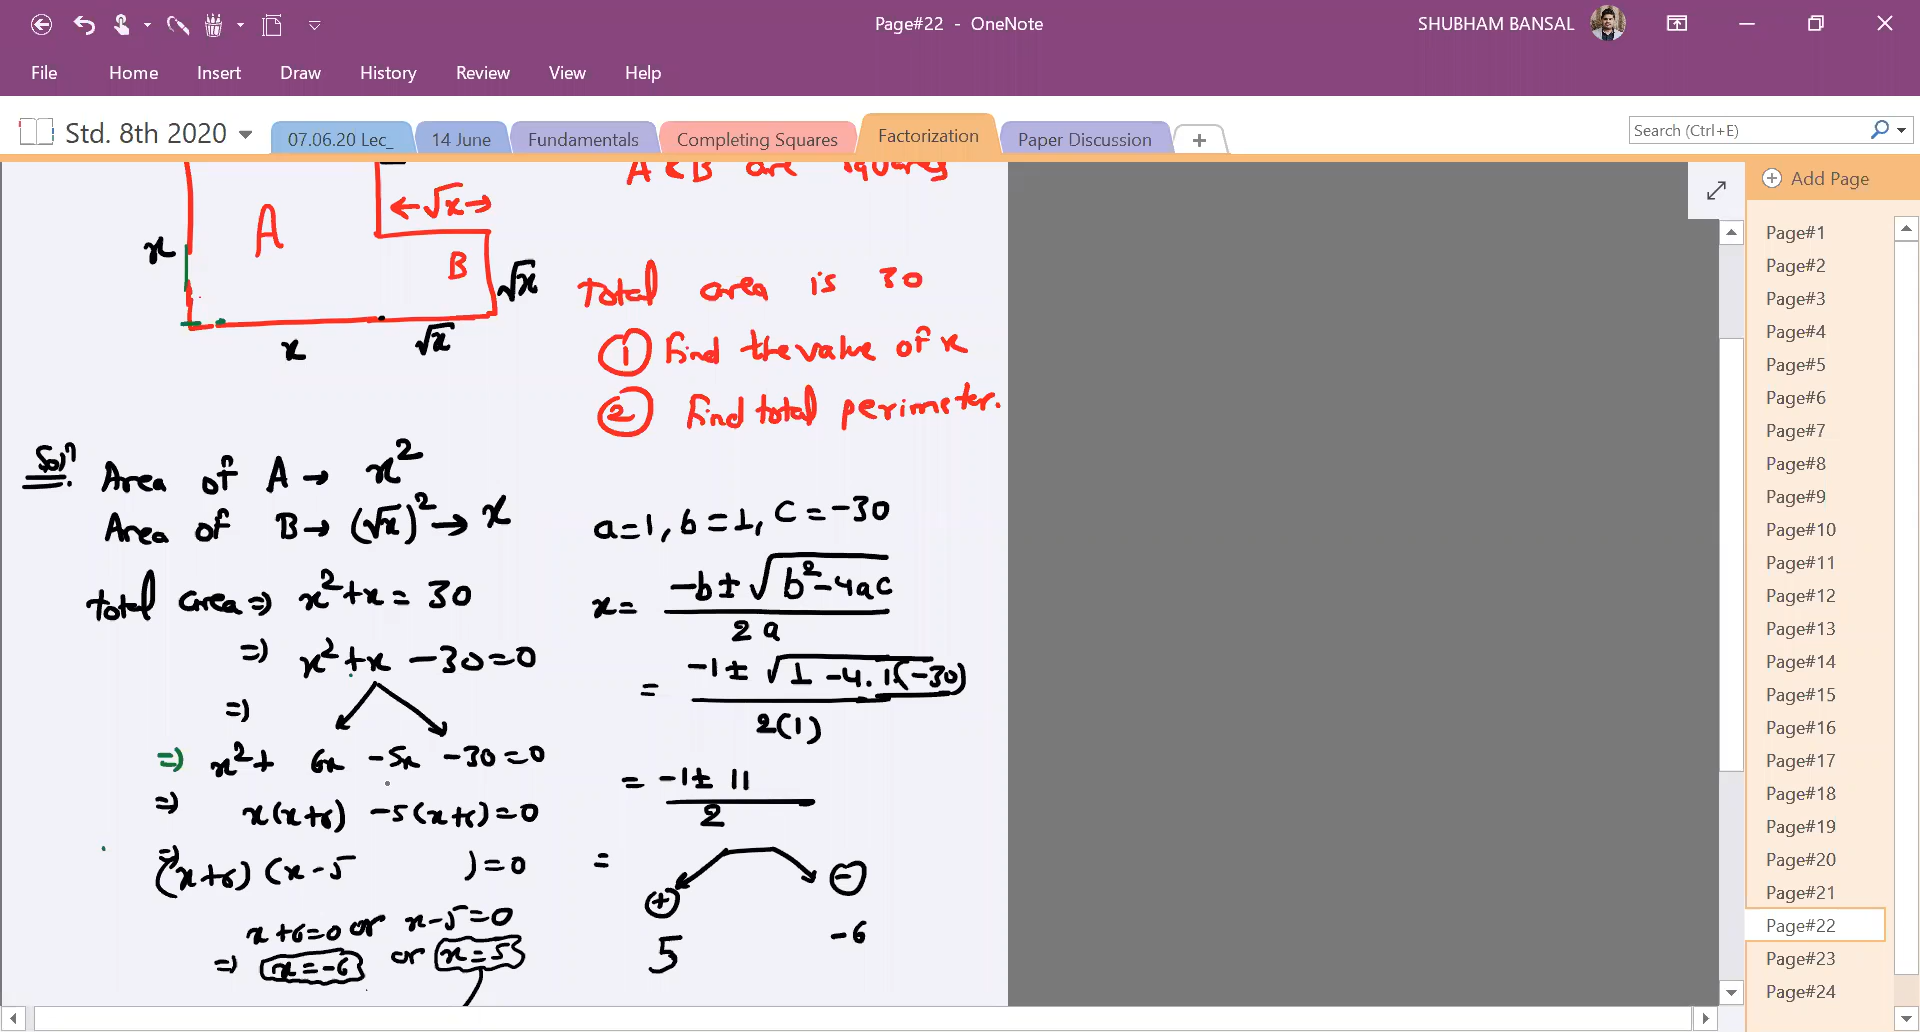 Page#22 - OneNote
SHUBHAM BANSAL
File Home Insert Draw History Review View Help
Std. 8th 2020
07.06.20 Lec_
14 June
Fundamentals
Completing Squares
Factorization
Paper Discussion
Search (Ctrl+E)
Add Page
Page#1
Page#2
Page#3
Page#4
Page#5
Page#6
Page#7
Page#8
Page#9
Page#10
Page#11
Page#12
Page#13
Page#14
Page#15
Page#16
Page#17
Page#18
Page#19
Page#20
Page#21
Page#22
Page#23
Page#24
A & B are squares
←√x→
A
x
B
√x
x
√x
total area is 30
① Find the value of x
② Find total perimeter.
Solⁿ.
Area of A → x²
Area of B → (√x)² → x
total area ⇒ x²+x = 30
⇒ x²+x -30=0
⇒
⇒ x²+ 6x -5x -30=0
⇒ x(x+6) -5(x+6)=0
⇒ (x+6) (x-5 )=0
x+6=0 or x-5=0
⇒ x=-6 or x=5
a=1, b=1, C=-30
x= -b±√b²-4ac / 2a
= -1±√1-4.1(-30) / 2(1)
= -1±11 / 2
=
+ -
5 -6